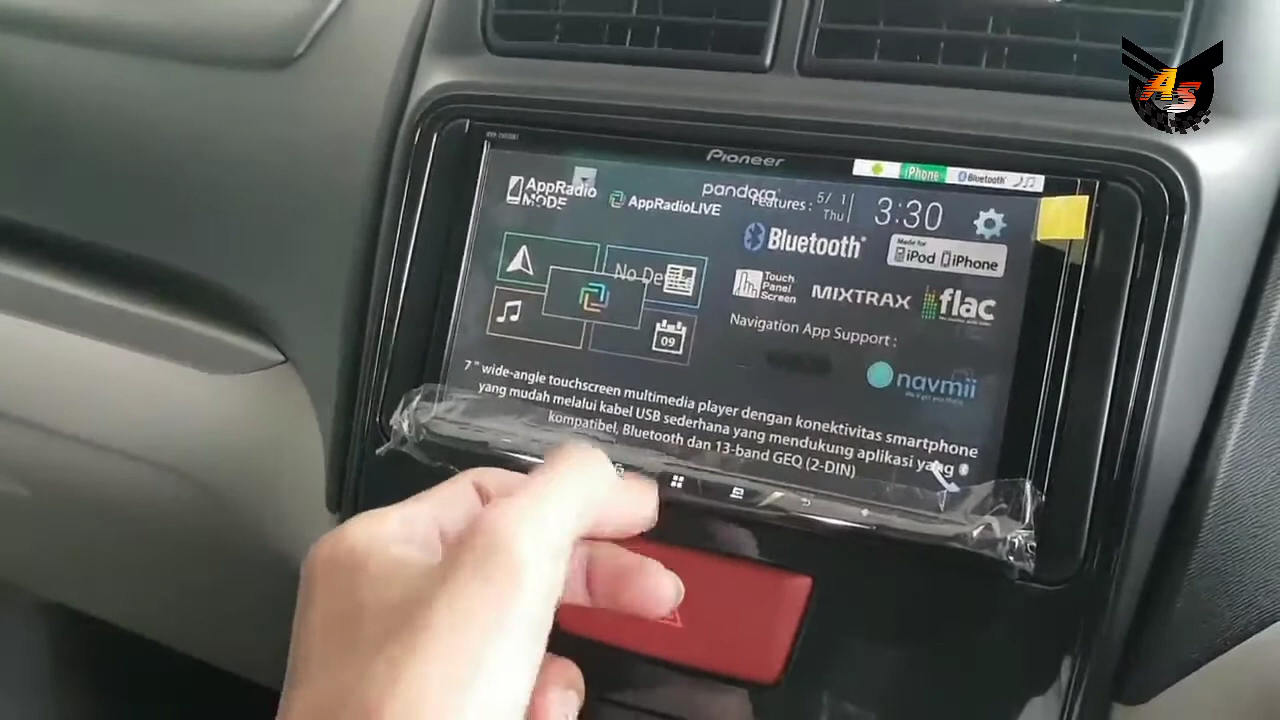 AS
Pioneer
iPhone
Bluetooth
AppRadio
MODE
AppRadioLIVE
pandora
Features :
5/ 1
Thu
3:30
Bluetooth®
Made for
iPod iPhone
No De
Touch
Panel
Screen
MIXTRAX
flac
09
Navigation App Support :
navmii
7 " wide-angle touchscreen multimedia player dengan konektivitas smartphone
yang mudah melalui kabel USB sederhana yang mendukung aplikasi yang
kompatibel, Bluetooth dan 13-band GEQ (2-DIN)